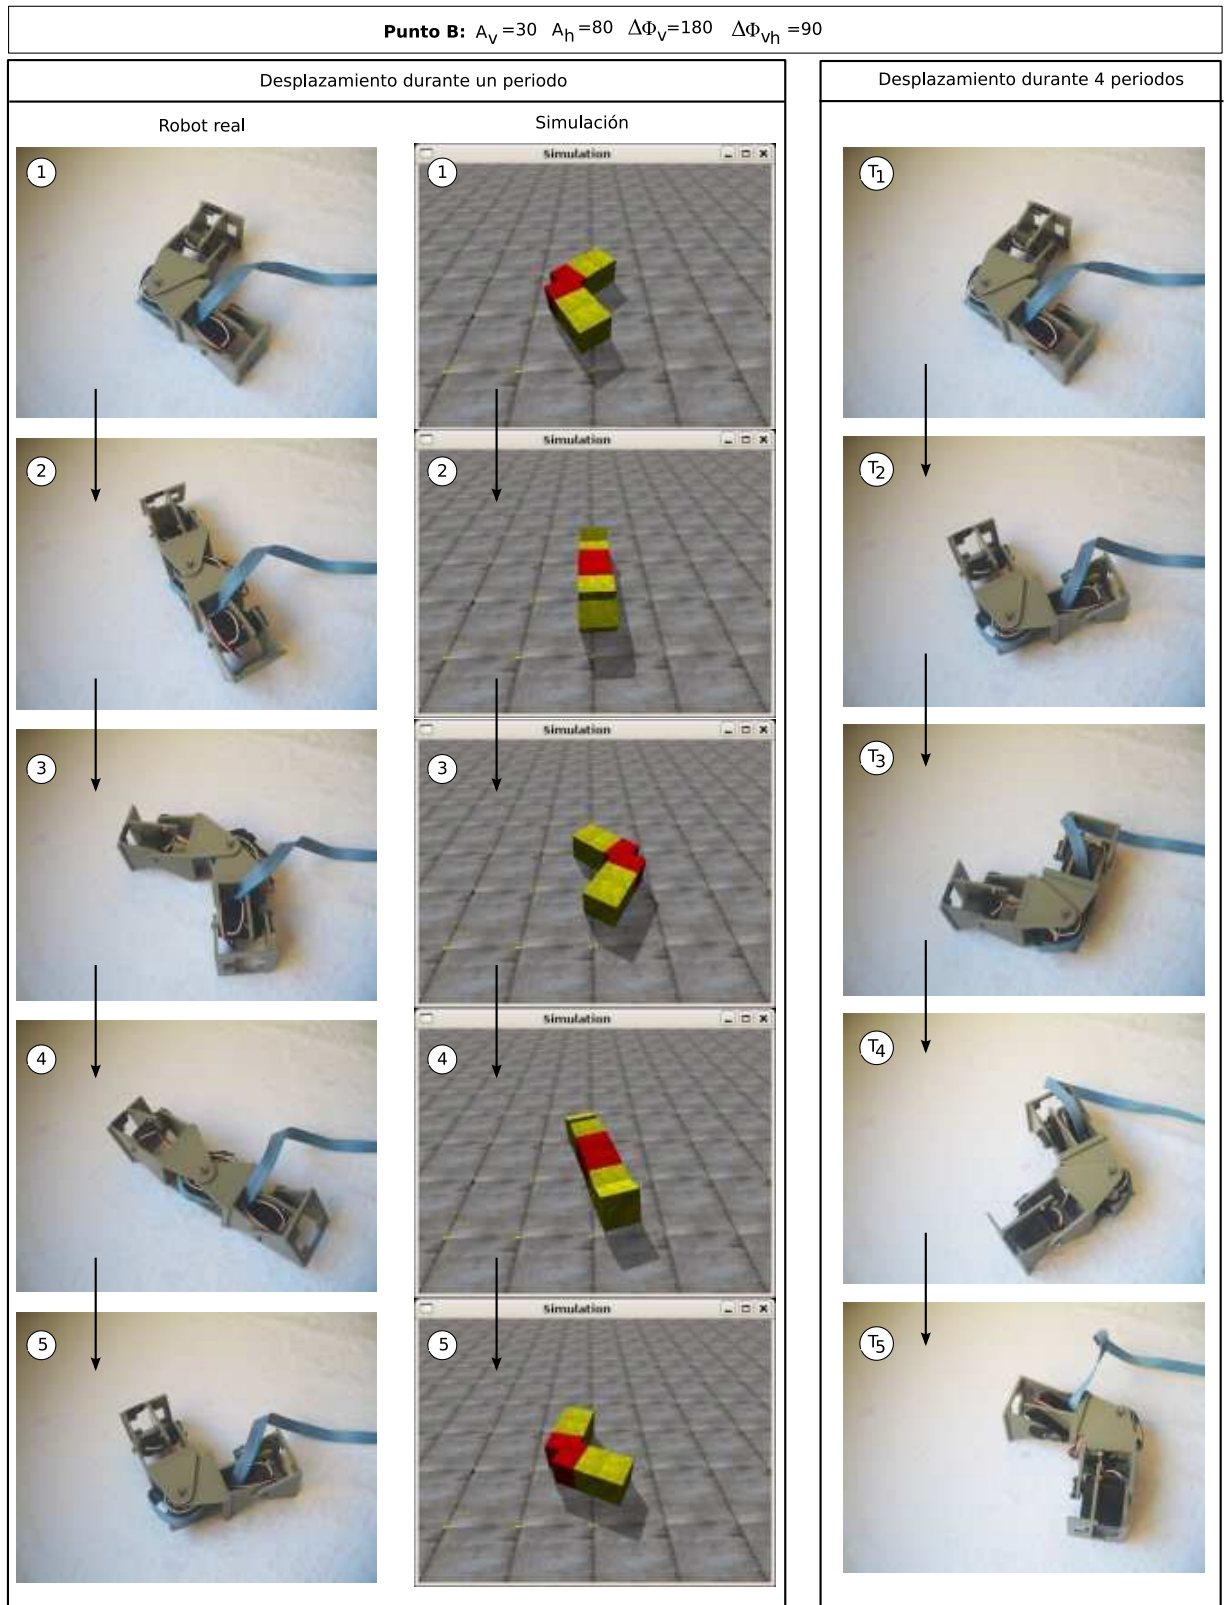 Punto B: Av=30 Ah=80 ΔΦv=180 ΔΦvh=90
Desplazamiento durante un periodo
Desplazamiento durante 4 periodos
Robot real
Simulación
1
Simulation
1
T1
2
Simulation
2
T2
3
3
T3
4
Simulation
4
T4
5
Simulation
5
T5